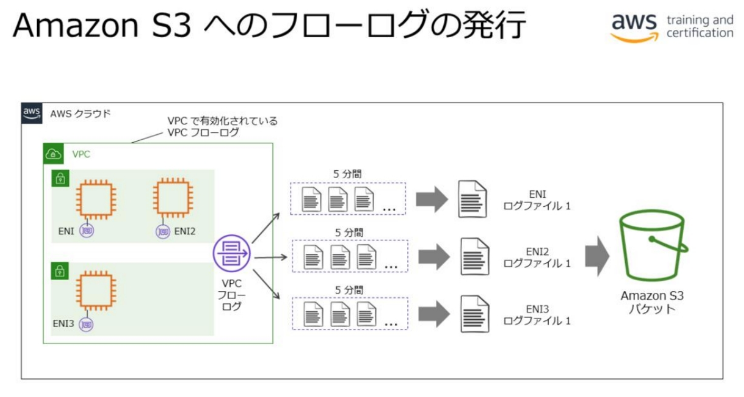 Amazon S3 へのフローログの発行
aws training and
certification
aws AWS クラウド
VPC で有効化されている
VPC フローログ
VPC
ENI
ENI2
ENI3
VPC
フロー
ログ
5 分間
...
ENI
ログファイル 1
5 分間
...
ENI2
ログファイル 1
5 分間
...
ENI3
ログファイル 1
Amazon S3
バケット